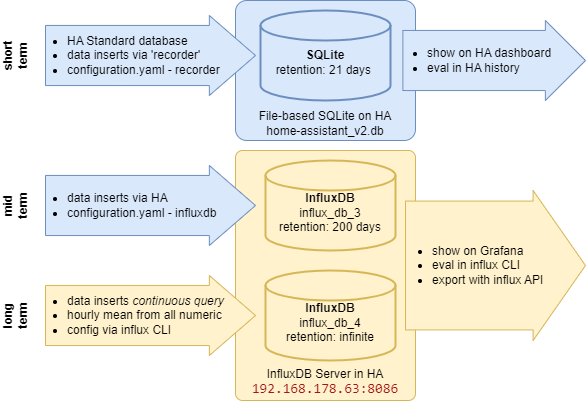 short
term
HA Standard database
data inserts via 'recorder'
configuration.yaml - recorder
SQLite
retention: 21 days
File-based SQLite on HA
home-assistant_v2.db
show on HA dashboard
eval in HA history
mid
term
data inserts via HA
configuration.yaml - influxdb
InfluxDB
influx_db_3
retention: 200 days
show on Grafana
eval in influx CLI
export with influx API
long
term
data inserts continuous query
hourly mean from all numeric
config via influx CLI
InfluxDB
influx_db_4
retention: infinite
InfluxDB Server in HA
192.168.178.63:8086